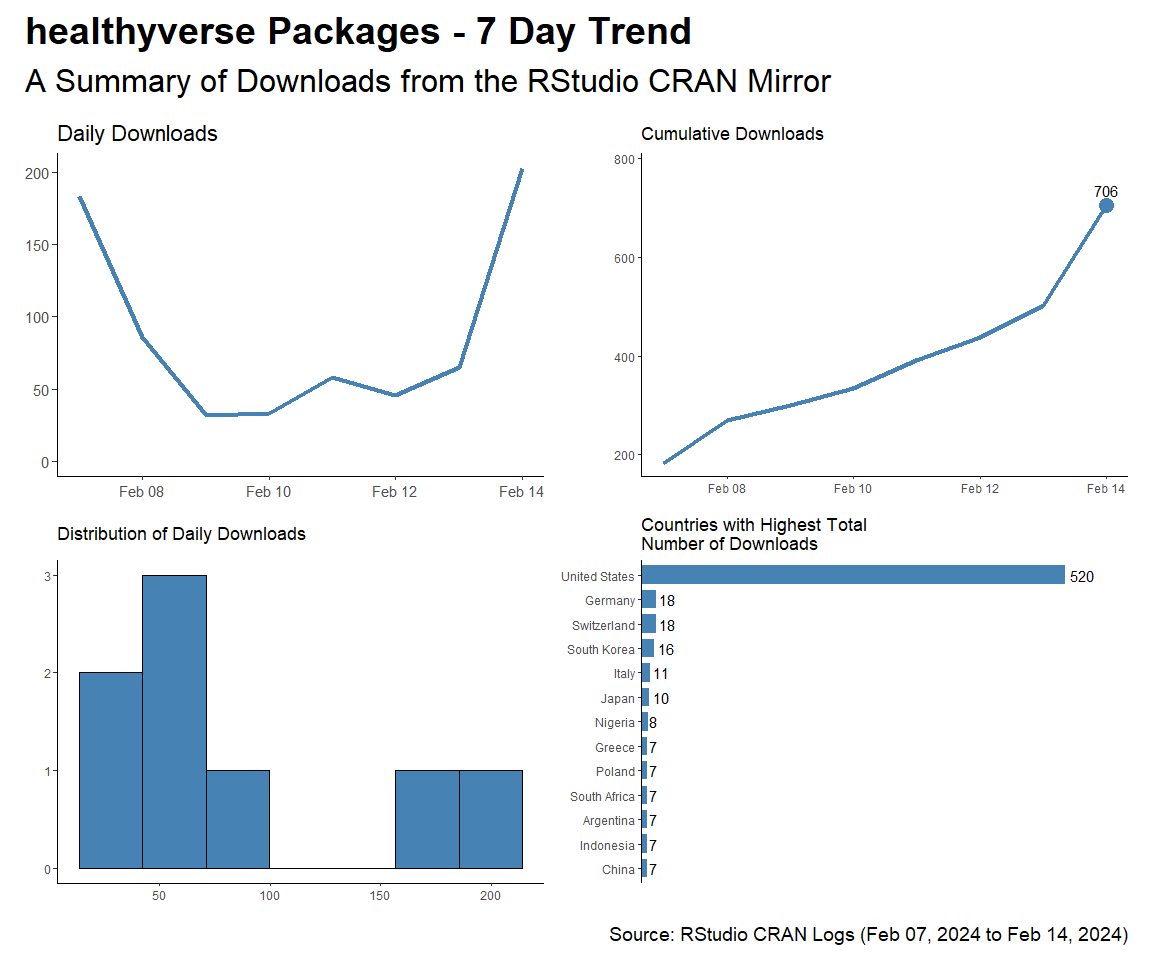 healthyverse Packages - 7 Day Trend
A Summary of Downloads from the RStudio CRAN Mirror
Daily Downloads
200
150
100
50
0
Feb 08
Feb 10
Feb 12
Feb 14
Cumulative Downloads
800
600
400
200
706
Feb 08
Feb 10
Feb 12
Feb 14
Distribution of Daily Downloads
3
2
1
0
50
100
150
200
Countries with Highest Total
Number of Downloads
United States 520
Germany 18
Switzerland 18
South Korea 16
Italy 11
Japan 10
Nigeria 8
Greece 7
Poland 7
South Africa 7
Argentina 7
Indonesia 7
China 7
Source: RStudio CRAN Logs (Feb 07, 2024 to Feb 14, 2024)